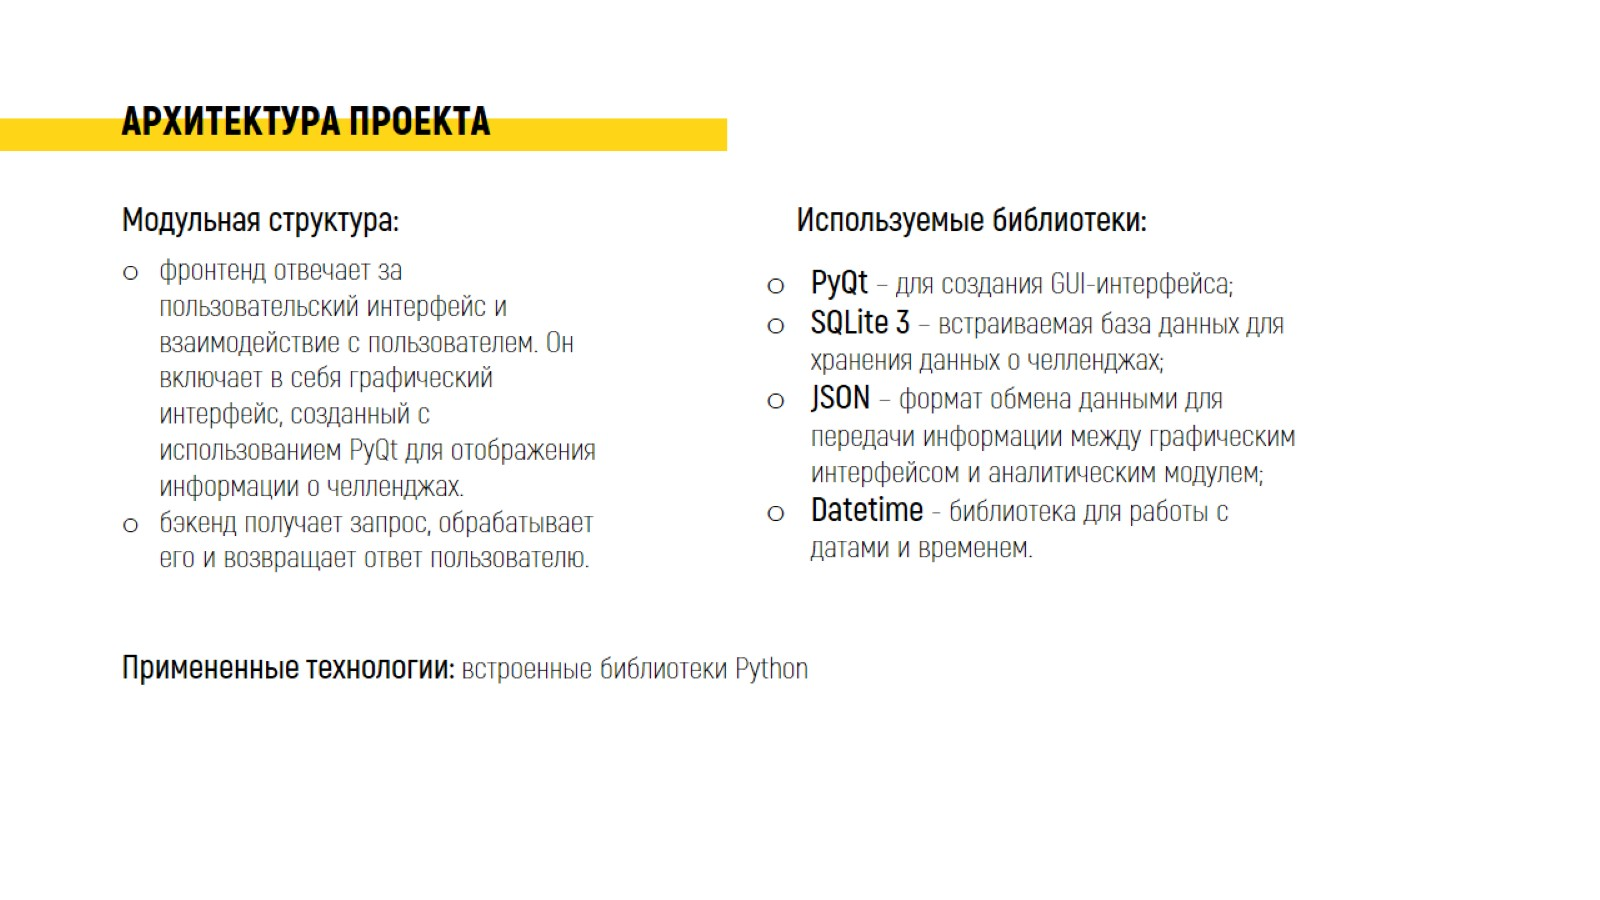 АРХИТЕКТУРА ПРОЕКТА
Модульная структура:
o фронтенд отвечает за
пользовательский интерфейс и
взаимодействие с пользователем. Он
включает в себя графический
интерфейс, созданный с
использованием PyQt для отображения
информации о челленджах.
o бэкенд получает запрос, обрабатывает
его и возвращает ответ пользователю.
Используемые библиотеки:
o PyQt – для создания GUI-интерфейса;
o SQLite 3 – встраиваемая база данных для
хранения данных о челленджах;
o JSON – формат обмена данными для
передачи информации между графическим
интерфейсом и аналитическим модулем;
o Datetime - библиотека для работы с
датами и временем.
Примененные технологии: встроенные библиотеки Python